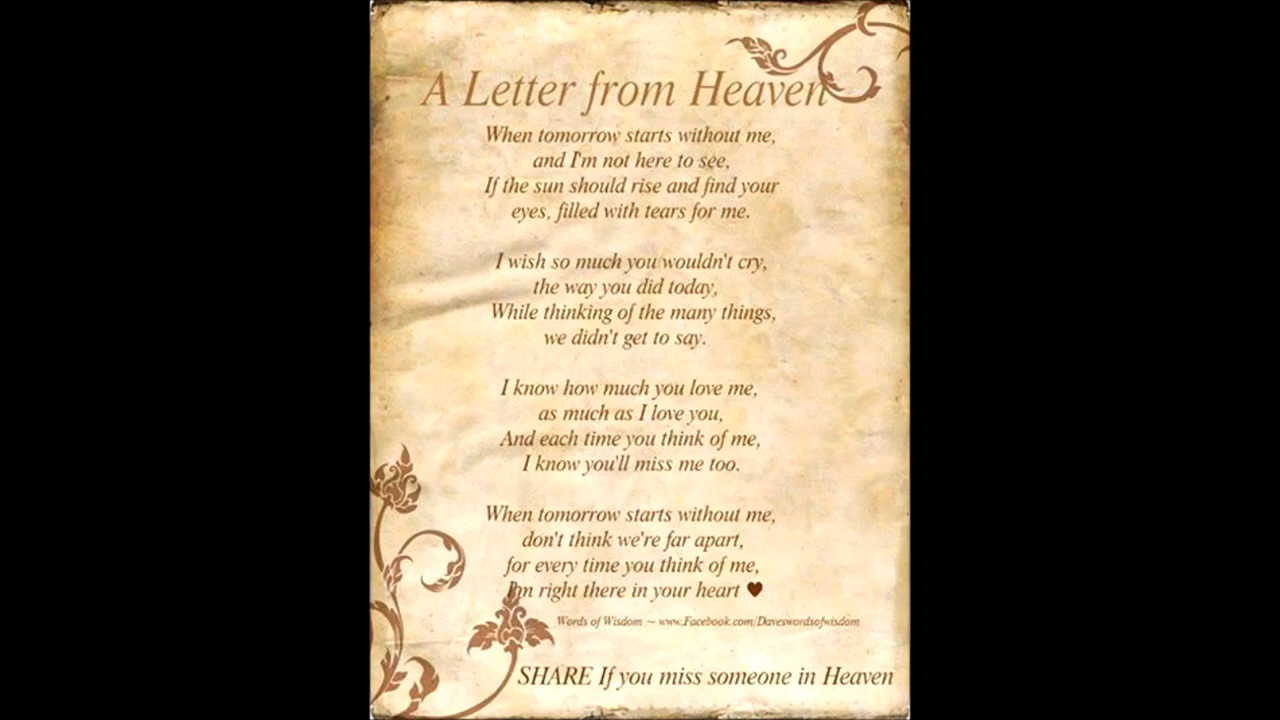 A Letter from Heaven
When tomorrow starts without me,
and I'm not here to see,
If the sun should rise and find your
eyes, filled with tears for me.
I wish so much you wouldn't cry,
the way you did today,
While thinking of the many things,
we didn't get to say.
I know how much you love me,
as much as I love you,
And each time you think of me,
I know you'll miss me too.
When tomorrow starts without me,
don't think we're far apart,
for every time you think of me,
I'm right there in your heart ♥
Words of Wisdom ~ www.Facebook.com/Daveswordsofwisdom
SHARE If you miss someone in Heaven